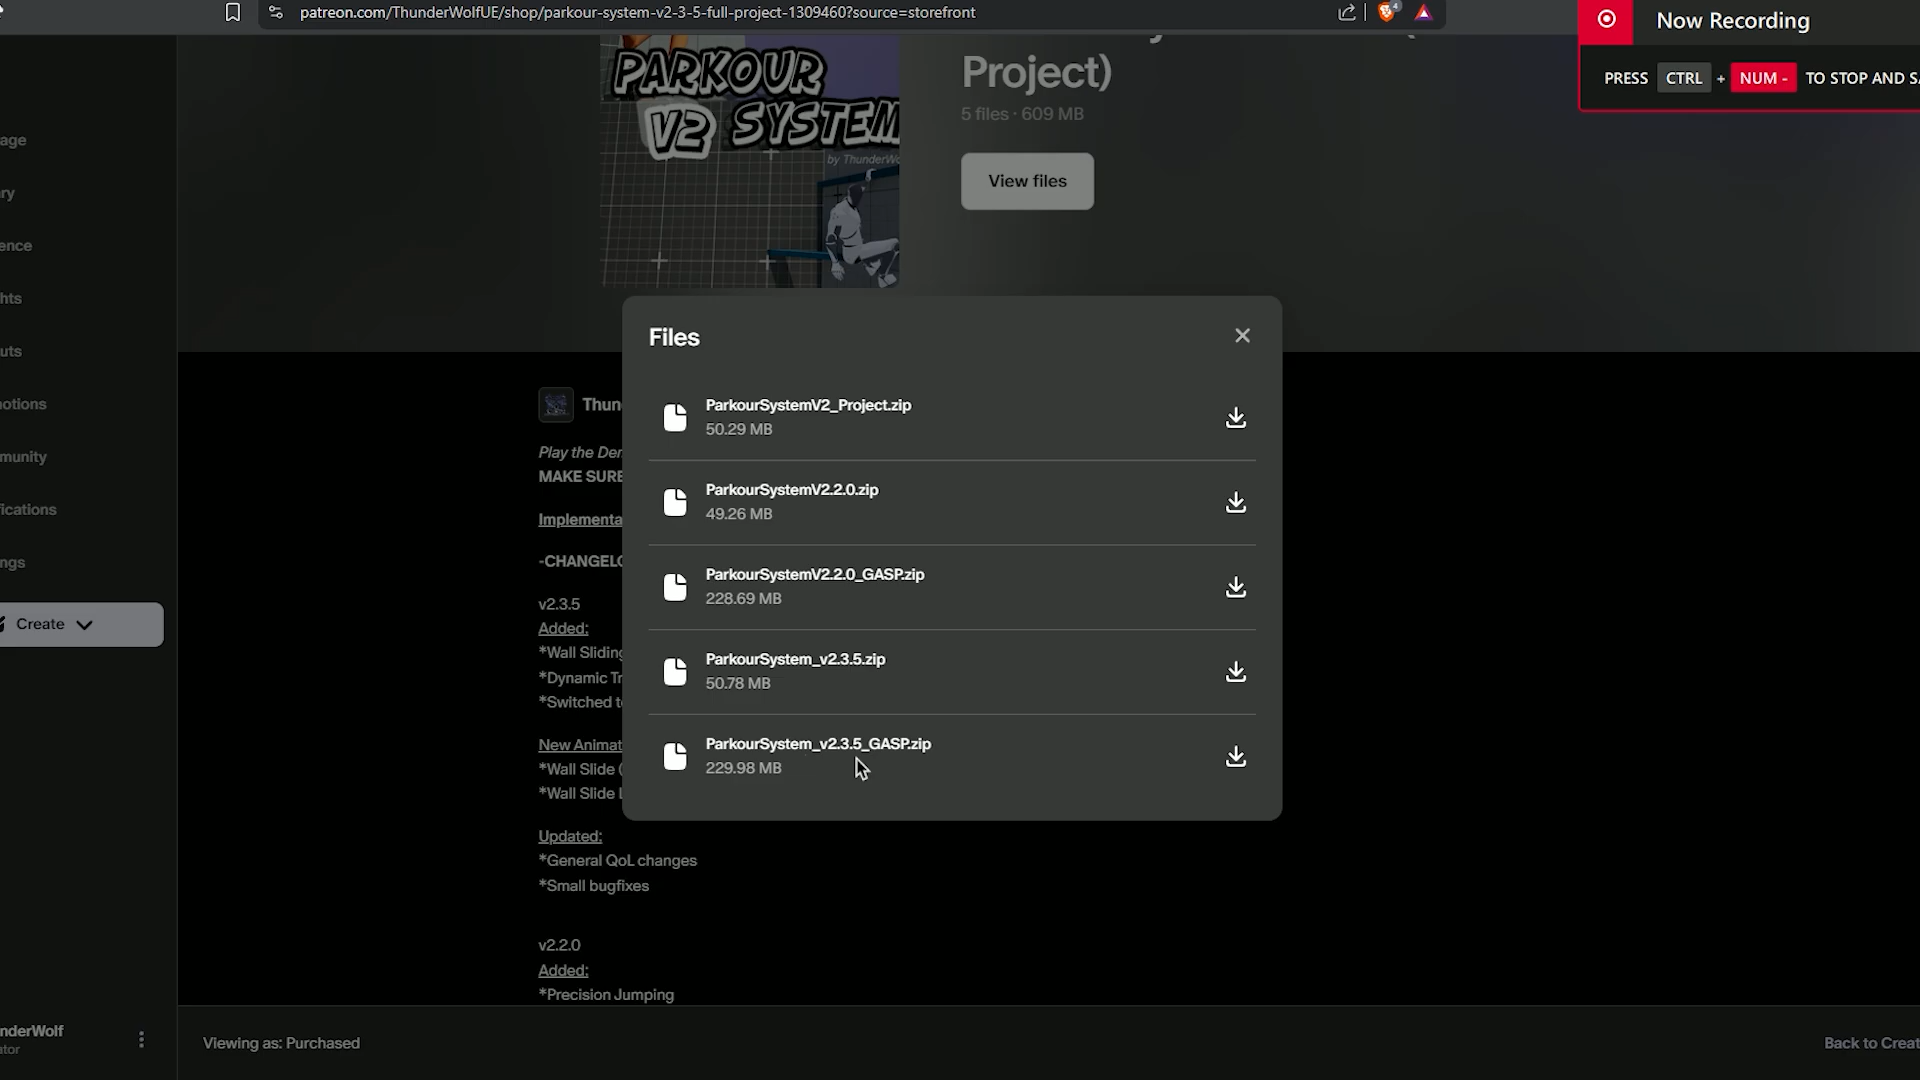 patreon.com/ThunderWolfUE/shop/parkour-system-v2-3-5-full-project-1309460?source=storefront
4
Now Recording
PRESS CTRL + NUM - TO STOP AND SA
PARKOUR
V2 SYSTEM
by ThunderWo
Project)
5 files · 609 MB
View files
age
ry
ence
hts
uts
otions
munity
ications
ngs
Create
Files
ParkourSystemV2_Project.zip
50.29 MB
ParkourSystemV2.2.0.zip
49.26 MB
ParkourSystemV2.2.0_GASP.zip
228.69 MB
ParkourSystem_v2.3.5.zip
50.78 MB
ParkourSystem_v2.3.5_GASP.zip
229.98 MB
Thun
Play the Der
MAKE SURE
Implementa
-CHANGELO
v2.3.5
Added:
*Wall Sliding
*Dynamic Tr
*Switched to
New Animat
*Wall Slide (
*Wall Slide L
Updated:
*General QoL changes
*Small bugfixes
v2.2.0
Added:
*Precision Jumping
nderWolf
ator
Viewing as: Purchased
Back to Creat